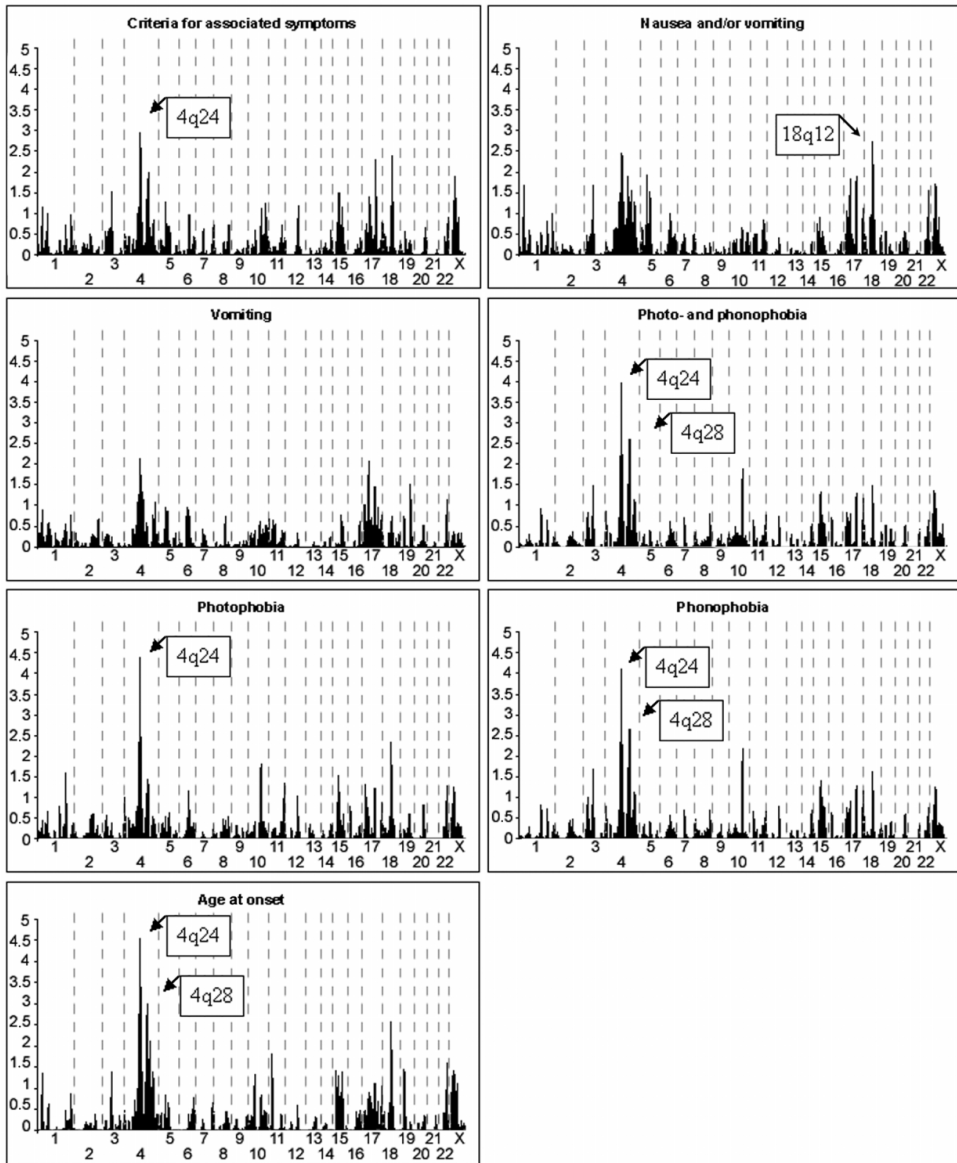 Criteria for associated symptoms
5
4.5
4
3.5
3
2.5
2
1.5
1
0.5
0
4q24
1 3 5 7 9 11 13 15 17 19 21 X
2 4 6 8 10 12 14 16 18 20 22
Nausea and/or vomiting
5
4.5
4
3.5
3
2.5
2
1.5
1
0.5
0
18q12
1 3 5 7 9 11 13 15 17 19 21 X
2 4 6 8 10 12 14 16 18 20 22
Vomiting
5
4.5
4
3.5
3
2.5
2
1.5
1
0.5
0
1 3 5 7 9 11 13 15 17 19 21 X
2 4 6 8 10 12 14 16 18 20 22
Photo- and phonophobia
5
4.5
4
3.5
3
2.5
2
1.5
1
0.5
0
4q24
4q28
1 3 5 7 9 11 13 15 17 19 21 X
2 4 6 8 10 12 14 16 18 20 22
Photophobia
5
4.5
4
3.5
3
2.5
2
1.5
1
0.5
0
4q24
1 3 5 7 9 11 13 15 17 19 21 X
2 4 6 8 10 12 14 16 18 20 22
Phonophobia
5
4.5
4
3.5
3
2.5
2
1.5
1
0.5
0
4q24
4q28
1 3 5 7 9 11 13 15 17 19 21 X
2 4 6 8 10 12 14 16 18 20 22
Age at onset
5
4.5
4
3.5
3
2.5
2
1.5
1
0.5
0
4q24
4q28
1 3 5 7 9 11 13 15 17 19 21 X
2 4 6 8 10 12 14 16 18 20 22